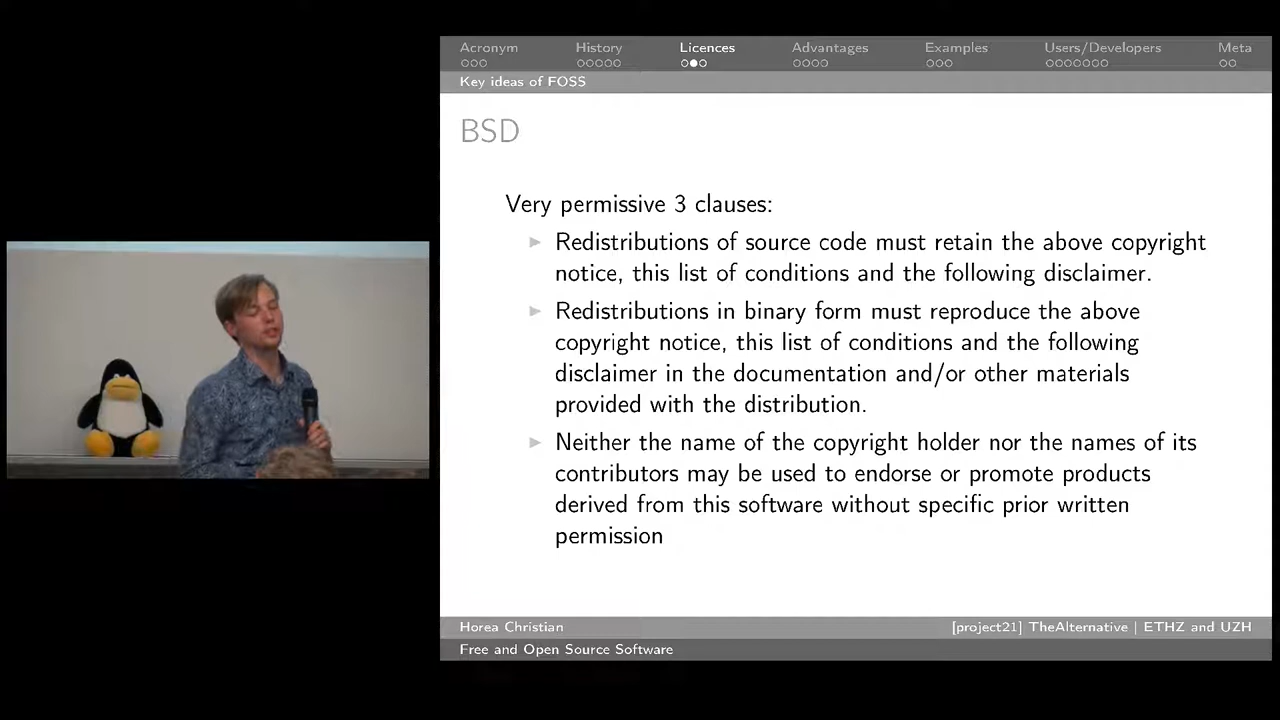 Acronym History Licences Advantages Examples Users/Developers Meta
Key ideas of FOSS
BSD
Very permissive 3 clauses:
Redistributions of source code must retain the above copyright
notice, this list of conditions and the following disclaimer.
Redistributions in binary form must reproduce the above
copyright notice, this list of conditions and the following
disclaimer in the documentation and/or other materials
provided with the distribution.
Neither the name of the copyright holder nor the names of its
contributors may be used to endorse or promote products
derived from this software without specific prior written
permission
Horea Christian [project21] TheAlternative | ETHZ and UZH
Free and Open Source Software